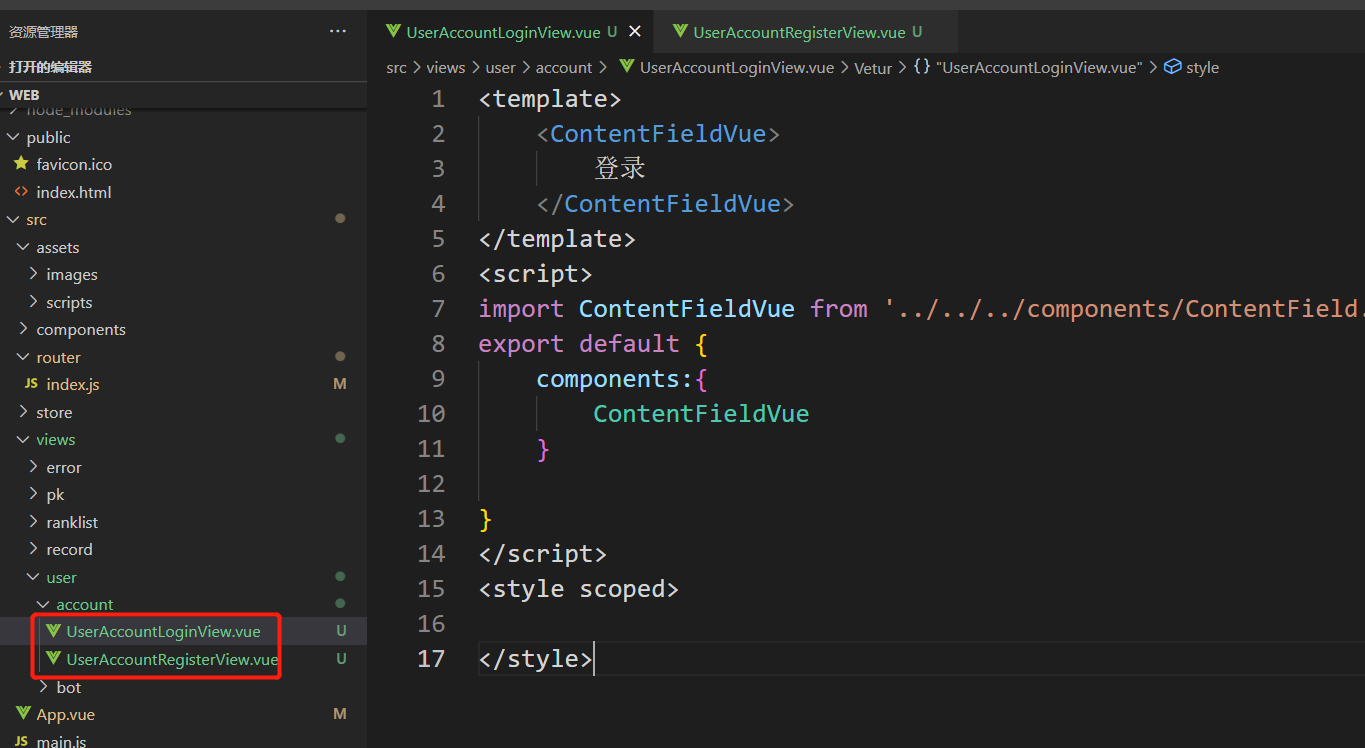 资源管理器
···
打开的编辑器
WEB
node_modules
public
favicon.ico
index.html
src
assets
images
scripts
components
router
JS index.js M
store
views
error
pk
ranklist
record
user
account
UserAccountLoginView.vue U
UserAccountRegisterView.vue U
bot
App.vue M
JS main.js
UserAccountLoginView.vue U
UserAccountRegisterView.vue U
src > views > user > account > UserAccountLoginView.vue > Vetur > {} "UserAccountLoginView.vue" > style
1 <template>
2 <ContentFieldVue>
3 登录
4 </ContentFieldVue>
5 </template>
6 <script>
7 import ContentFieldVue from '../../../components/ContentField.
8 export default {
9 components:{
10 ContentFieldVue
11 }
12
13 }
14 </script>
15 <style scoped>
16
17 </style>